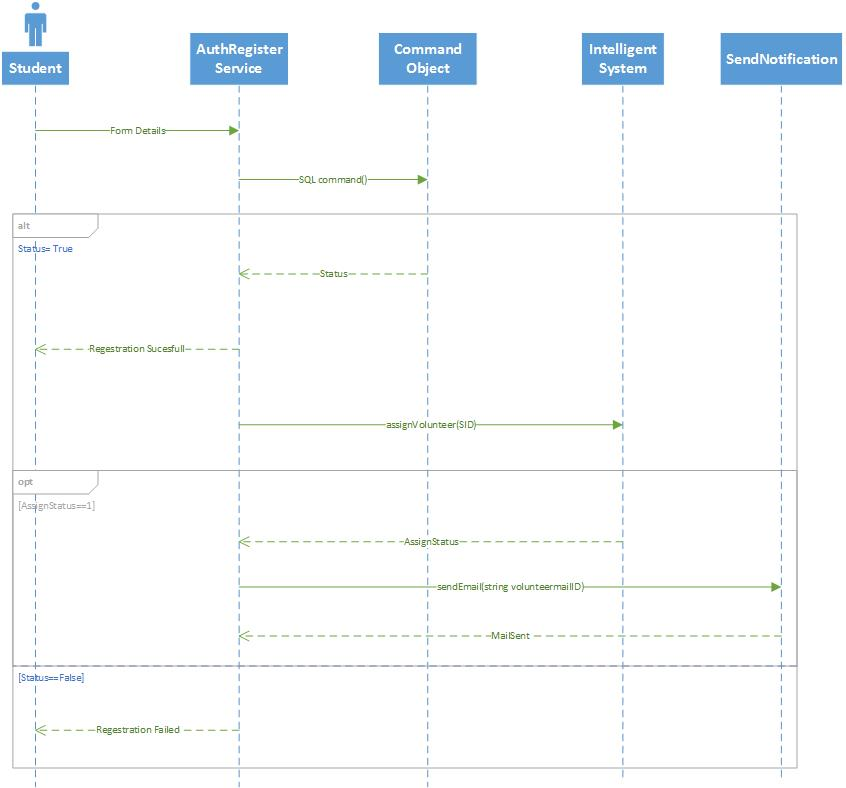 Student
AuthRegister
Service
Command
Object
Intelligent
System
SendNotification
Form Details
SQL command()
alt
Status= True
Status
Regestration Sucesfull
assignVolunteer(SID)
opt
[AssignStatus==1]
AssignStatus
sendEmail(string volunteermailID)
MailSent
[Status==False]
Regestration Failed